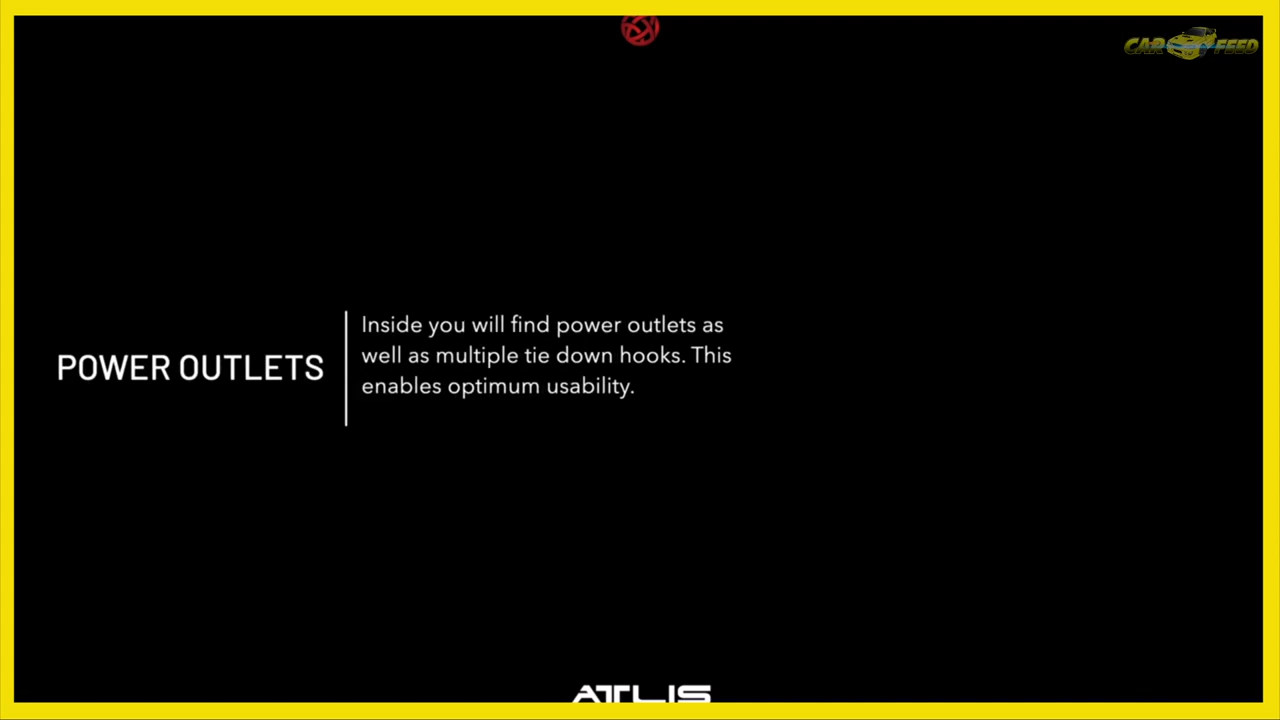 CAR FEED
POWER OUTLETS
Inside you will find power outlets as
well as multiple tie down hooks. This
enables optimum usability.
ATLIS